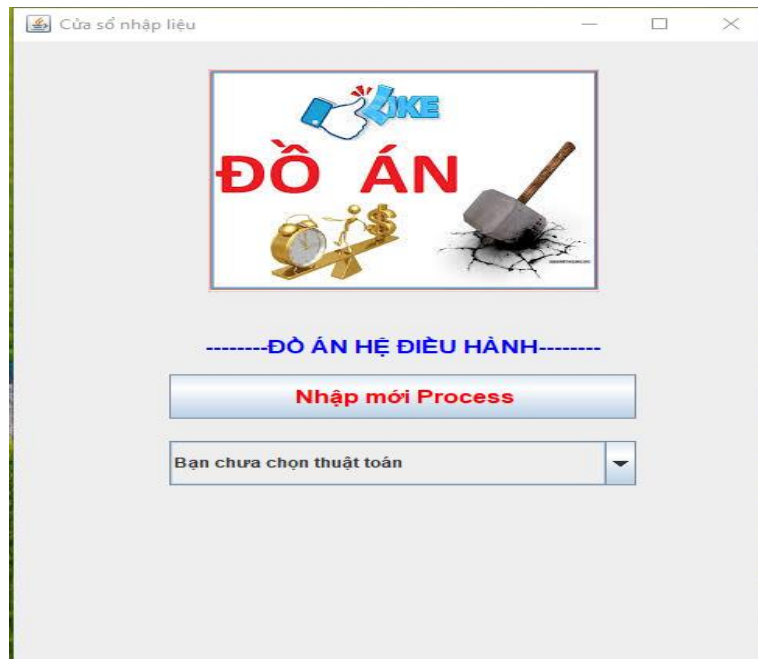 Cửa sổ nhập liệu
LIKE
ĐỒ ÁN
$
--------ĐỒ ÁN HỆ ĐIỀU HÀNH--------
Nhập mới Process
Bạn chưa chọn thuật toán